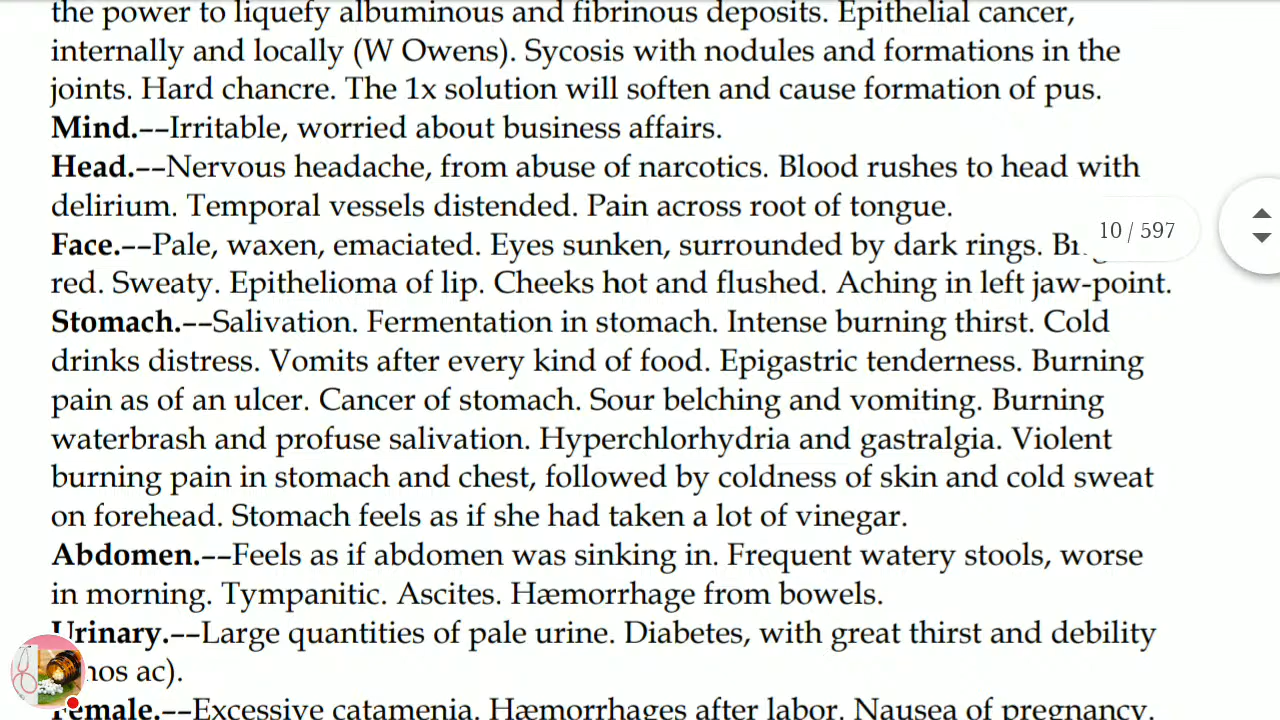 the power to liquefy albuminous and fibrinous deposits. Epithelial cancer,
internally and locally (W Owens). Sycosis with nodules and formations in the
joints. Hard chancre. The 1x solution will soften and cause formation of pus.
Mind.--Irritable, worried about business affairs.
Head.--Nervous headache, from abuse of narcotics. Blood rushes to head with
delirium. Temporal vessels distended. Pain across root of tongue.
Face.--Pale, waxen, emaciated. Eyes sunken, surrounded by dark rings.
10 / 597
red. Sweaty. Epithelioma of lip. Cheeks hot and flushed. Aching in left jaw-point.
Stomach.--Salivation. Fermentation in stomach. Intense burning thirst. Cold
drinks distress. Vomits after every kind of food. Epigastric tenderness. Burning
pain as of an ulcer. Cancer of stomach. Sour belching and vomiting. Burning
waterbrash and profuse salivation. Hyperchlorhydria and gastralgia. Violent
burning pain in stomach and chest, followed by coldness of skin and cold sweat
on forehead. Stomach feels as if she had taken a lot of vinegar.
Abdomen.--Feels as if abdomen was sinking in. Frequent watery stools, worse
in morning. Tympanitic. Ascites. Hæmorrhage from bowels.
Urinary.--Large quantities of pale urine. Diabetes, with great thirst and debility
ac).
Female.--Excessive catamenia. Hæmorrhages after labor. Nausea of pregnancy.